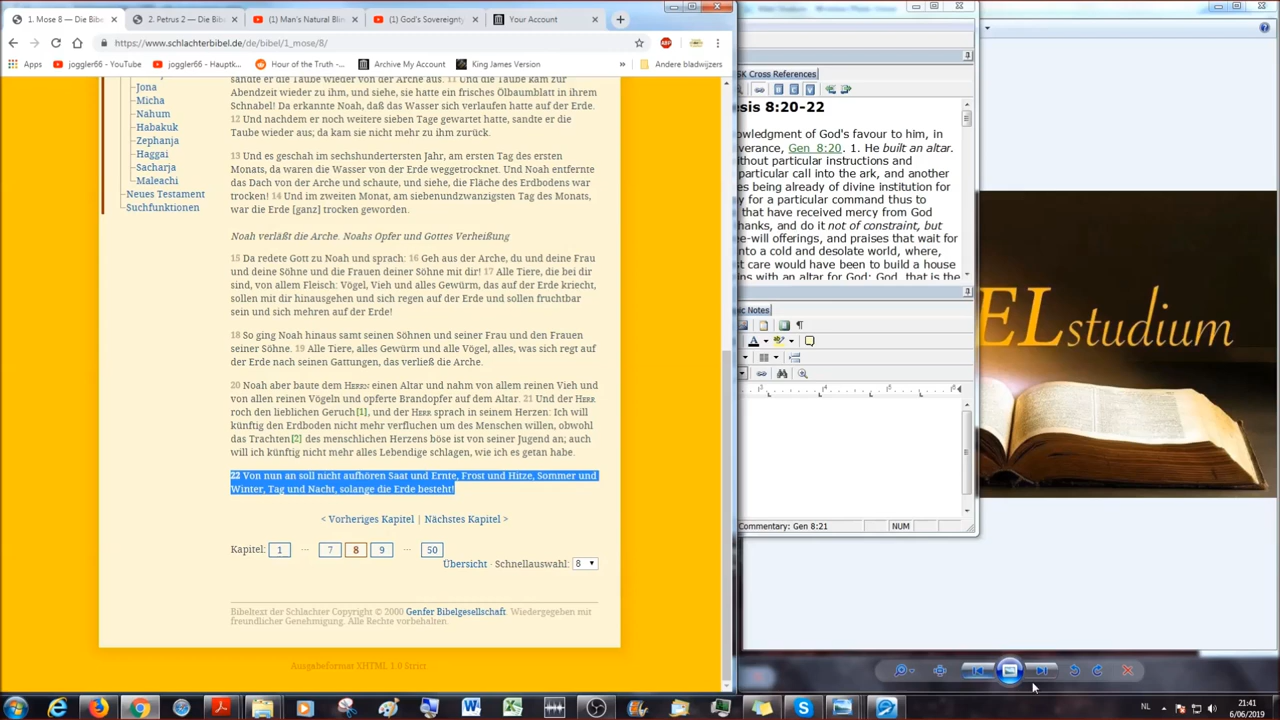 1. Mose 8 — Die Bibe
2. Petrus 2 — Die Bibe
(1) Man's Natural Blin
(1) God's Sovereignty
Your Account
https://www.schlachterbibel.de/de/bibel/1_mose/8/
ABP
Apps
joggler66 - YouTube
joggler66 - Hauptk
Hour of the Truth -...
Archive My Account
King James Version
»
Andere bladwijzers
Jona
Micha
Nahum
Habakuk
Zephanja
Haggai
Sacharja
Maleachi
Neues Testament
Suchfunktionen
sandte er die Taube wieder von der Arche aus. 11 Und die Taube kam zur
Abendzeit wieder zu ihm, und siehe, sie hatte ein frisches Ölbaumblatt in ihrem
Schnabel! Da erkannte Noah, daß das Wasser sich verlaufen hatte auf der Erde.
12 Und nachdem er noch weitere sieben Tage gewartet hatte, sandte er die
Taube wieder aus; da kam sie nicht mehr zu ihm zurück.
13 Und es geschah im sechshundertersten Jahr, am ersten Tag des ersten
Monats, da waren die Wasser von der Erde weggetrocknet. Und Noah entfernte
das Dach von der Arche und schaute, und siehe, die Fläche des Erdbodens war
trocken! 14 Und im zweiten Monat, am siebenundzwanzigsten Tag des Monats,
war die Erde [ganz] trocken geworden.
Noah verläßt die Arche. Noahs Opfer und Gottes Verheißung
15 Da redete Gott zu Noah und sprach: 16 Geh aus der Arche, du und deine Frau
und deine Söhne und die Frauen deiner Söhne mit dir! 17 Alle Tiere, die bei dir
sind, von allem Fleisch: Vögel, Vieh und alles Gewürm, das auf der Erde kriecht,
sollen mit dir hinausgehen und sich regen auf der Erde und sollen fruchtbar
sein und sich mehren auf der Erde!
18 So ging Noah hinaus samt seinen Söhnen und seiner Frau und den Frauen
seiner Söhne. 19 Alle Tiere, alles Gewürm und alle Vögel, alles, was sich regt auf
der Erde nach seinen Gattungen, das verließ die Arche.
20 Noah aber baute dem HERRN einen Altar und nahm von allem reinen Vieh und
von allen reinen Vögeln und opferte Brandopfer auf dem Altar. 21 Und der HERR
roch den lieblichen Geruch[1], und der HERR sprach in seinem Herzen: Ich will
künftig den Erdboden nicht mehr verfluchen um des Menschen willen, obwohl
das Trachten[2] des menschlichen Herzens böse ist von seiner Jugend an; auch
will ich künftig nicht mehr alles Lebendige schlagen, wie ich es getan habe.
22 Von nun an soll nicht aufhören Saat und Ernte, Frost und Hitze, Sommer und
Winter, Tag und Nacht, solange die Erde besteht!
< Vorheriges Kapitel | Nächstes Kapitel >
Kapitel: 1 ... 7 8 9 ... 50
Übersicht · Schnellauswahl: 8
Bibeltext der Schlachter Copyright © 2000 Genfer Bibelgesellschaft. Wiedergegeben mit
freundlicher Genehmigung. Alle Rechte vorbehalten.
Ausgabeformat XHTML 1.0 Strict
SK Cross References
sis 8:20-22
owledgment of God's favour to him, in
verance, Gen_8:20. 1. He built an altar.
ithout particular instructions and
particular call into the ark, and another
es being already of divine institution for
y for a particular command thus to
that have received mercy from God
hanks, and do it not of constraint, but
ee-will offerings, and praises that wait for
nto a cold and desolate world, where,
st care would have been to build a house
ins with an altar for God: God, that is the
ic Notes
Commentary: Gen 8:21
NUM
ELstudium
NL
21:41
6/06/2019